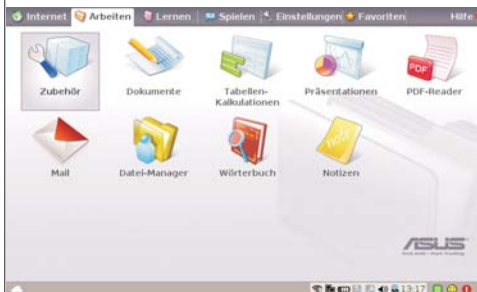 Internet Arbeiten Lernen Spielen Einstellungen Favoriten Hilfe
Zubehör Dokumente Tabellen-Kalkulationen Präsentationen PDF-Reader
PDF
note
Mail Datei-Manager Wörterbuch Notizen
ASUS
13:17